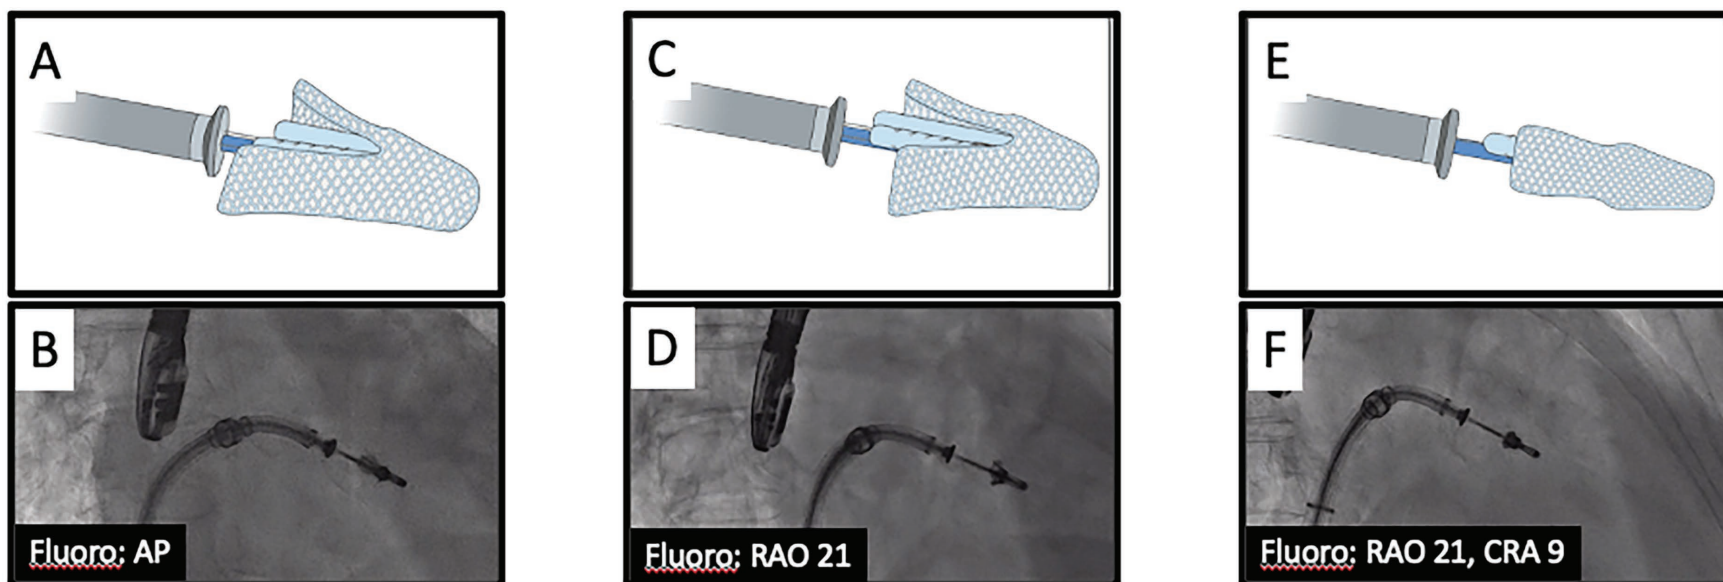 A
C
E
B
D
F
Fluoro: AP
Fluoro: RAO 21
Fluoro: RAO 21, CRA 9